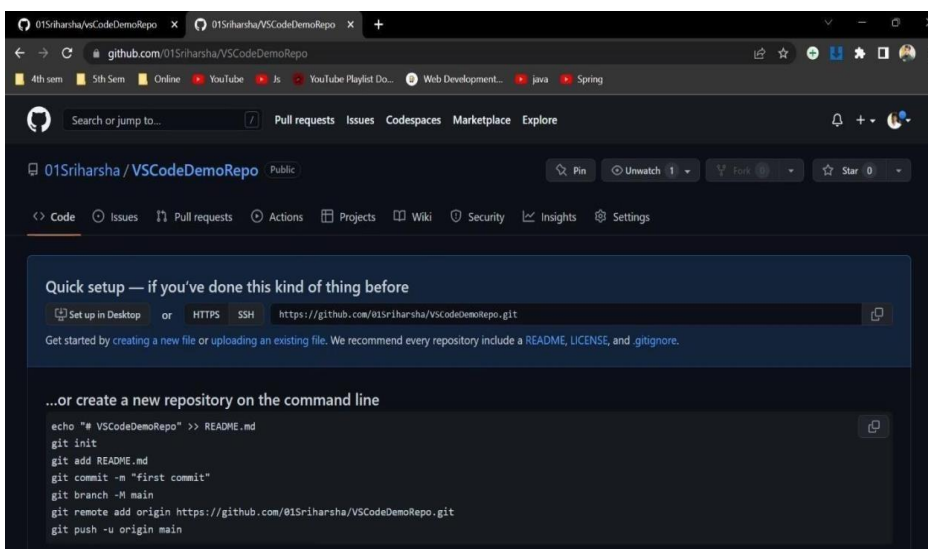 01Sriharsha/vsCodeDemoRepo 01Sriharsha/VSCodeDemoRepo
github.com/01Sriharsha/VSCodeDemoRepo
4th sem 5th Sem Online YouTube Js YouTube Playlist Do... Web Development... java Spring
Search or jump to... / Pull requests Issues Codespaces Marketplace Explore
01Sriharsha / VSCodeDemoRepo Public Pin Unwatch 1 Fork 0 Star 0
Code Issues Pull requests Actions Projects Wiki Security Insights Settings
Quick setup — if you've done this kind of thing before
Set up in Desktop or HTTPS SSH https://github.com/01Sriharsha/VSCodeDemoRepo.git
Get started by creating a new file or uploading an existing file. We recommend every repository include a README, LICENSE, and .gitignore.
...or create a new repository on the command line
echo "# VSCodeDemoRepo" >> README.md
git init
git add README.md
git commit -m "first commit"
git branch -M main
git remote add origin https://github.com/01Sriharsha/VSCodeDemoRepo.git
git push -u origin main